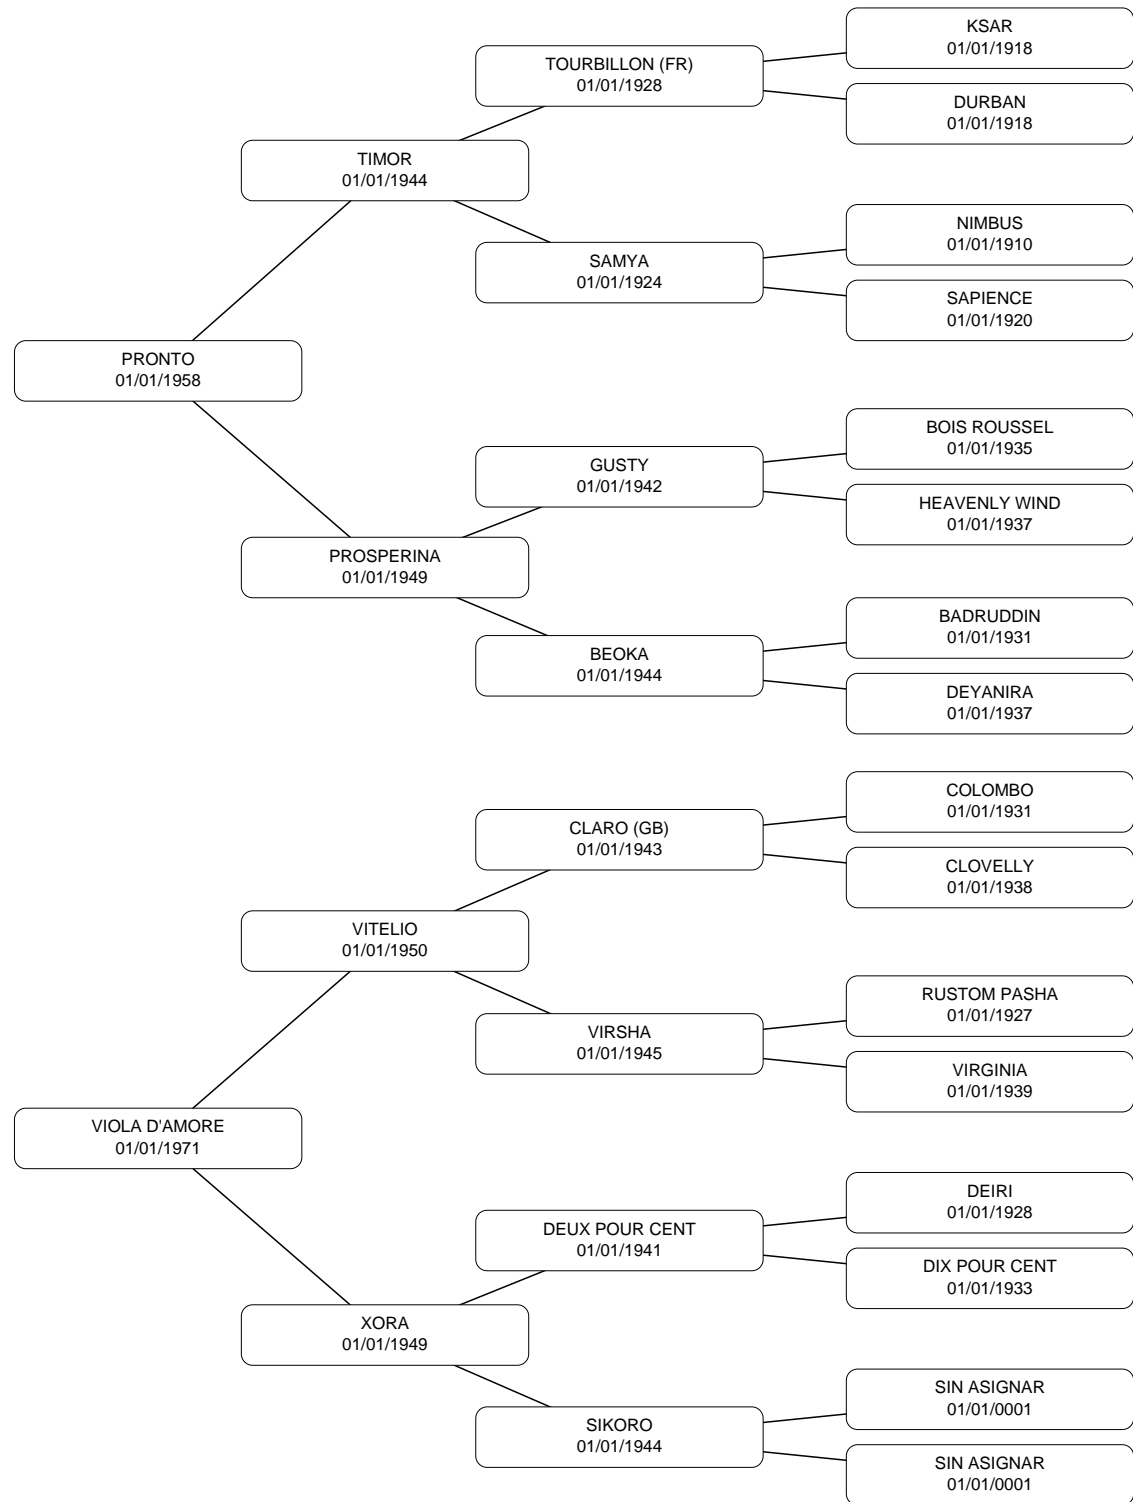 KSAR
01/01/1918
TOURBILLON (FR)
01/01/1928
DURBAN
01/01/1918
TIMOR
01/01/1944
NIMBUS
01/01/1910
SAMYA
01/01/1924
SAPIENCE
01/01/1920
PRONTO
01/01/1958
BOIS ROUSSEL
01/01/1935
GUSTY
01/01/1942
HEAVENLY WIND
01/01/1937
PROSPERINA
01/01/1949
BADRUDDIN
01/01/1931
BEOKA
01/01/1944
DEYANIRA
01/01/1937
COLOMBO
01/01/1931
CLARO (GB)
01/01/1943
CLOVELLY
01/01/1938
VITELIO
01/01/1950
RUSTOM PASHA
01/01/1927
VIRSHA
01/01/1945
VIRGINIA
01/01/1939
VIOLA D'AMORE
01/01/1971
DEIRI
01/01/1928
DEUX POUR CENT
01/01/1941
DIX POUR CENT
01/01/1933
XORA
01/01/1949
SIN ASIGNAR
01/01/0001
SIKORO
01/01/1944
SIN ASIGNAR
01/01/0001